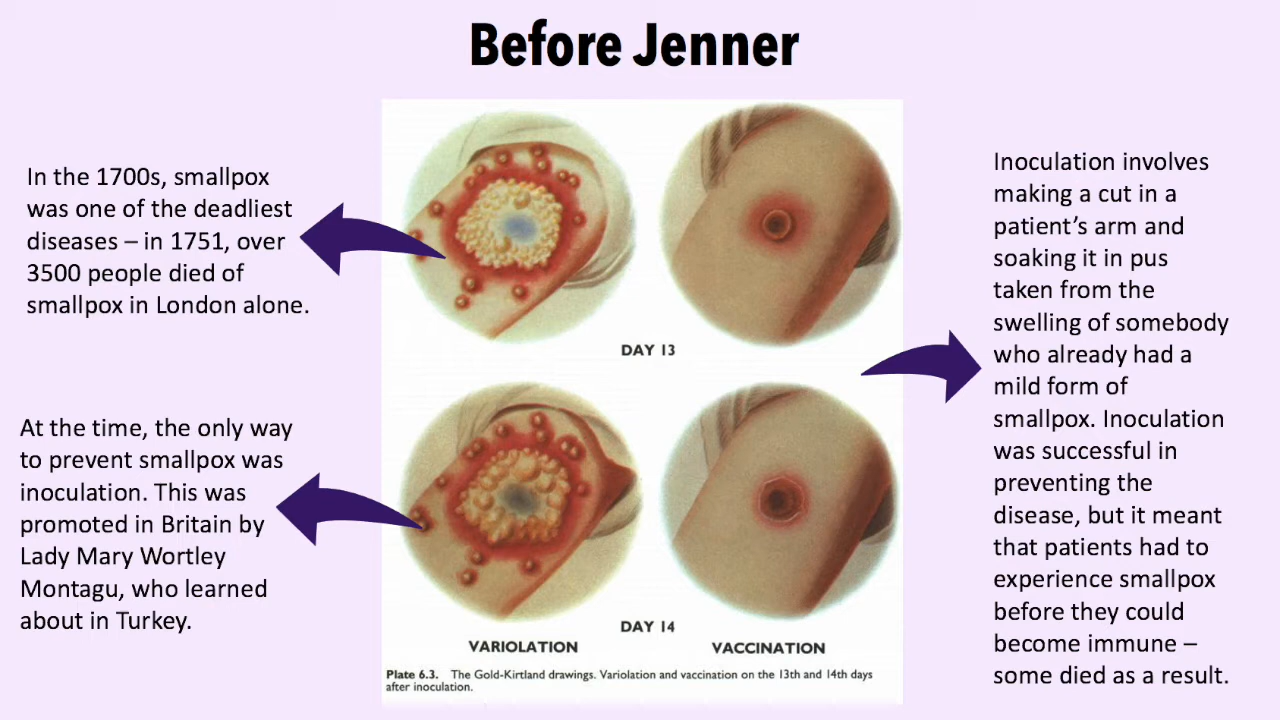 Before Jenner
In the 1700s, smallpox
was one of the deadliest
diseases – in 1751, over
3500 people died of
smallpox in London alone.
At the time, the only way
to prevent smallpox was
inoculation. This was
promoted in Britain by
Lady Mary Wortley
Montagu, who learned
about in Turkey.
DAY 13
DAY 14
VARIOLATION
VACCINATION
Plate 6.3. The Gold-Kirtland drawings. Variolation and vaccination on the 13th and 14th days
after inoculation.
Inoculation involves
making a cut in a
patient’s arm and
soaking it in pus
taken from the
swelling of somebody
who already had a
mild form of
smallpox. Inoculation
was successful in
preventing the
disease, but it meant
that patients had to
experience smallpox
before they could
become immune –
some died as a result.